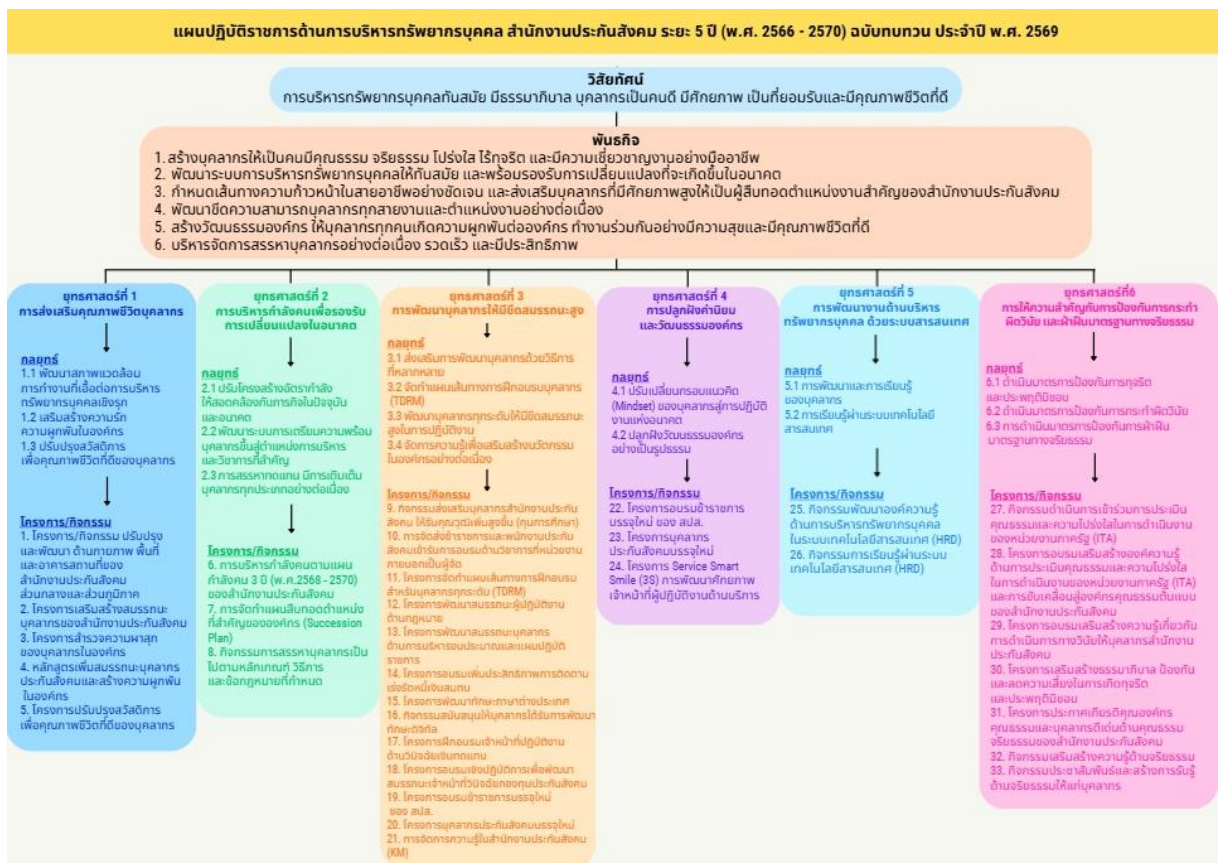 แผนปฏิบัติราชการด้านการบริหารทรัพยากรบุคคล สำนักงานประกันสังคม ระยะ 5 ปี (พ.ศ. 2566 - 2570) ฉบับทบทวน ประจำปี พ.ศ. 2569
วิสัยทัศน์
การบริหารทรัพยากรบุคคลทันสมัย มีธรรมาภิบาล บุคลากรเป็นคนดี มีศักยภาพ เป็นที่ยอมรับและมีคุณภาพชีวิตที่ดี
พันธกิจ
1. สร้างบุคลากรให้เป็นคนมีคุณธรรม จริยธรรม โปร่งใส ไร้ทุจริต และมีความเชี่ยวชาญงานอย่างมืออาชีพ
2. พัฒนาระบบการบริหารทรัพยากรบุคคลให้ทันสมัย และพร้อมรองรับการเปลี่ยนแปลงที่จะเกิดขึ้นในอนาคต
3. กำหนดเส้นทางความก้าวหน้าในสายอาชีพอย่างชัดเจน และส่งเสริมบุคลากรที่มีศักยภาพสูงให้เป็นผู้สืบทอดตำแหน่งงานสำคัญของสำนักงานประกันสังคม
4. พัฒนาขีดความสามารถบุคลากรทุกสายงานและตำแหน่งงานอย่างต่อเนื่อง
5. สร้างวัฒนธรรมองค์กร ให้บุคลากรทุกคนเกิดความผูกพันต่อองค์กร ทำงานร่วมกันอย่างมีความสุขและมีคุณภาพชีวิตที่ดี
6. บริหารจัดการสรรหาบุคลากรอย่างต่อเนื่อง รวดเร็ว และมีประสิทธิภาพ
ยุทธศาสตร์ที่ 1
การส่งเสริมคุณภาพชีวิตบุคลากร
กลยุทธ์
1.1 พัฒนาสภาพแวดล้อม
การทำงานที่เอื้อต่อการบริหาร
ทรัพยากรบุคคลเชิงรุก
1.2 เสริมสร้างความรัก
ความผูกพันในองค์กร
1.3 ปรับปรุงสวัสดิการ
เพื่อคุณภาพชีวิตที่ดีของบุคลากร
โครงการ/กิจกรรม
1. โครงการ/กิจกรรม ปรับปรุง
และพัฒนา ด้านกายภาพ พื้นที่
และอาคารสถานที่ของ
สำนักงานประกันสังคม
ส่วนกลางและส่วนภูมิภาค
2. โครงการเสริมสร้างสมรรถนะ
บุคลากรของสำนักงานประกันสังคม
3. โครงการสำรวจความผาสุก
ของบุคลากรในองค์กร
4. หลักสูตรเพิ่มสมรรถนะบุคลากร
ประกันสังคมและสร้างความผูกพัน
ในองค์กร
5. โครงการปรับปรุงสวัสดิการ
เพื่อคุณภาพชีวิตที่ดีของบุคลากร
ยุทธศาสตร์ที่ 2
การบริหารกำลังคนเพื่อรองรับ
การเปลี่ยนแปลงในอนาคต
กลยุทธ์
2.1 ปรับโครงสร้างอัตรากำลัง
ให้สอดคล้องกับภารกิจในปัจจุบัน
และอนาคต
2.2 พัฒนาระบบการเตรียมความพร้อม
บุคลากรขึ้นสู่ตำแหน่งการบริหาร
และวิชาการที่สำคัญ
2.3 การสรรหาทดแทน มีการเติมเต็ม
บุคลากรทุกประเภทอย่างต่อเนื่อง
โครงการ/กิจกรรม
6. การบริหารกำลังคนตามแผน
กำลังคน 3 ปี (พ.ศ.2568 - 2570)
ของสำนักงานประกันสังคม
7. การจัดทำแผนสืบทอดตำแหน่ง
ที่สำคัญขององค์กร (Succession
Plan)
8. กิจกรรมการสรรหาบุคลากรเป็น
ไปตามหลักเกณฑ์ วิธีการ
และข้อกฎหมายที่กำหนด
ยุทธศาสตร์ที่ 3
การพัฒนาบุคลากรให้มีขีดสมรรถนะสูง
กลยุทธ์
3.1 ส่งเสริมการพัฒนาบุคลากรด้วยวิธีการ
ที่หลากหลาย
3.2 จัดทำแผนเส้นทางการฝึกอบรมบุคลากร
(TDRM)
3.3 พัฒนาบุคลากรทุกระดับให้มีขีดสมรรถนะ
สูงในการปฏิบัติงาน
3.4 จัดการความรู้เพื่อเสริมสร้างนวัตกรรม
ในองค์กรอย่างต่อเนื่อง
โครงการ/กิจกรรม
9. กิจกรรมส่งเสริมบุคลากรสำนักงานประกัน
สังคม ให้รับคุณวุฒิเพิ่มสูงขึ้น (ทุนการศึกษา)
10. การจัดส่งข้าราชการและพนักงานประกัน
สังคมเข้ารับการอบรมด้านวิชาการที่หน่วยงาน
ภายนอกเป็นผู้จัด
11. โครงการจัดทำแผนเส้นทางการฝึกอบรม
สำหรับบุคลากรทุกระดับ (TDRM)
12. โครงการพัฒนาสมรรถนะผู้ปฏิบัติงาน
ด้านกฎหมาย
13. โครงการพัฒนาสมรรถนะบุคลากร
ด้านการบริหารงบประมาณและแผนปฏิบัติ
ราชการ
14. โครงการอบรมเพิ่มประสิทธิภาพการติดตาม
เร่งรัดหนี้เงินสมทบ
15. โครงการพัฒนาทักษะภาษาต่างประเทศ
16. กิจกรรมสนับสนุนให้บุคลากรได้รับการพัฒนา
ทักษะดิจิทัล
17. โครงการฝึกอบรมเจ้าหน้าที่ปฏิบัติงาน
ด้านวินิจฉัยเงินทดแทน
18. โครงการอบรมเชิงปฏิบัติการเพื่อพัฒนา
สมรรถนะเจ้าหน้าที่วินิจฉัยกองทุนประกันสังคม
19. โครงการอบรมข้าราชการบรรจุใหม่
ของ สปส.
20. โครงการบุคลากรประกันสังคมบรรจุใหม่
21. การจัดการความรู้ในสำนักงานประกันสังคม
(KM)
ยุทธศาสตร์ที่ 4
การปลูกฝังค่านิยม
และวัฒนธรรมองค์กร
กลยุทธ์
4.1 ปรับเปลี่ยนกรอบแนวคิด
(Mindset) ของบุคลากรสู่การปฏิบัติ
งานแห่งอนาคต
4.2 ปลูกฝังวัฒนธรรมองค์กร
อย่างเป็นรูปธรรม
โครงการ/กิจกรรม
22. โครงการอบรมข้าราชการ
บรรจุใหม่ ของ สปส.
23. โครงการบุคลากร
ประกันสังคมบรรจุใหม่
24. โครงการ Service Smart
Smile (3S) การพัฒนาศักยภาพ
เจ้าหน้าที่ผู้ปฏิบัติงานด้านบริการ
ยุทธศาสตร์ที่ 5
การพัฒนางานด้านบริหาร
ทรัพยากรบุคคล ด้วยระบบสารสนเทศ
กลยุทธ์
5.1 การพัฒนาและการเรียนรู้
ของบุคลากร
5.2 การเรียนรู้ผ่านระบบเทคโนโลยี
สารสนเทศ
โครงการ/กิจกรรม
25. กิจกรรมพัฒนาองค์ความรู้
ด้านการบริหารทรัพยากรบุคคล
ในระบบเทคโนโลยีสารสนเทศ (HRD)
26. กิจกรรมการเรียนรู้ผ่านระบบ
เทคโนโลยีสารสนเทศ (HRD)
ยุทธศาสตร์ที่6
การให้ความสำคัญกับการป้องกันการกระทำ
ผิดวินัย และฝ่าฝืนมาตรฐานทางจริยธรรม
กลยุทธ์
6.1 ดำเนินมาตรการป้องกันการทุจริต
และประพฤติมิชอบ
6.2 ดำเนินมาตรการป้องกันการกระทำผิดวินัย
6.3 การดำเนินมาตรการป้องกันการฝ่าฝืน
มาตรฐานทางจริยธรรม
โครงการ/กิจกรรม
27. กิจกรรมดำเนินการเข้าร่วมการประเมิน
คุณธรรมและความโปร่งใสในการดำเนินงาน
ของหน่วยงานภาครัฐ (ITA)
28. โครงการอบรมเสริมสร้างองค์ความรู้
ด้านการประเมินคุณธรรมและความโปร่งใส
ในการดำเนินงานของหน่วยงานภาครัฐ (ITA)
และการขับเคลื่อนสู่องค์กรคุณธรรมต้นแบบ
ของสำนักงานประกันสังคม
29. โครงการอบรมเสริมสร้างความรู้เกี่ยวกับ
การดำเนินการทางวินัยให้บุคลากรสำนักงาน
ประกันสังคม
30. โครงการเสริมสร้างธรรมาภิบาล ป้องกัน
และลดความเสี่ยงในการเกิดทุจริต
และประพฤติมิชอบ
31. โครงการประกาศเกียรติคุณองค์กร
คุณธรรมและบุคลากรดีเด่นด้านคุณธรรม
จริยธรรมของสำนักงานประกันสังคม
32. กิจกรรมเสริมสร้างความรู้ด้านจริยธรรม
33. กิจกรรมประชาสัมพันธ์และสร้างการรับรู้
ด้านจริยธรรมให้แก่บุคลากร